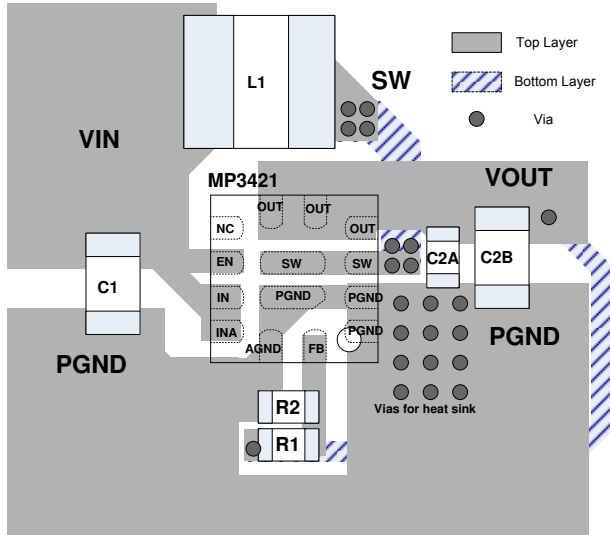 L1
SW
Top Layer
Bottom Layer
Via
VIN
MP3421
VOUT
OUT
OUT
NC
OUT
EN
SW
SW
C2A
C2B
C1
IN
PGND
PGND
INA
PGND
PGND
PGND
AGND
FB
R2
Vias for heat sink
R1